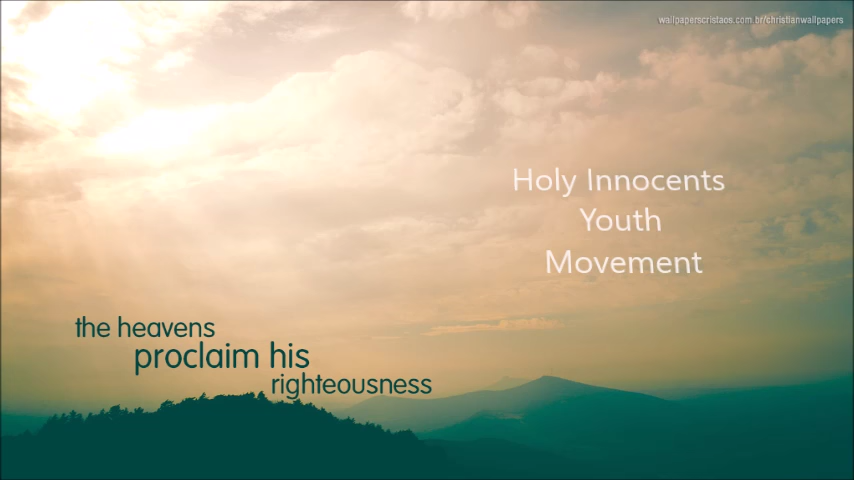 wallpaperscristaos.com.br/christianwallpapers
Holy Innocents
Youth
Movement
the heavens
proclaim his
righteousness